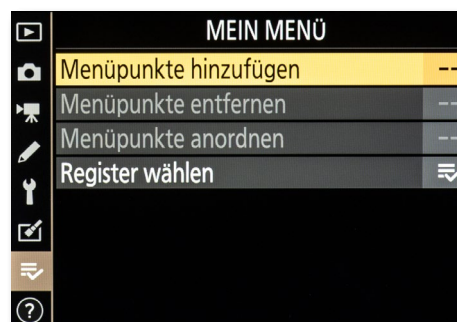 MEIN MENÜ
Menüpunkte hinzufügen --
Menüpunkte entfernen --
Menüpunkte anordnen --
Register wählen
?